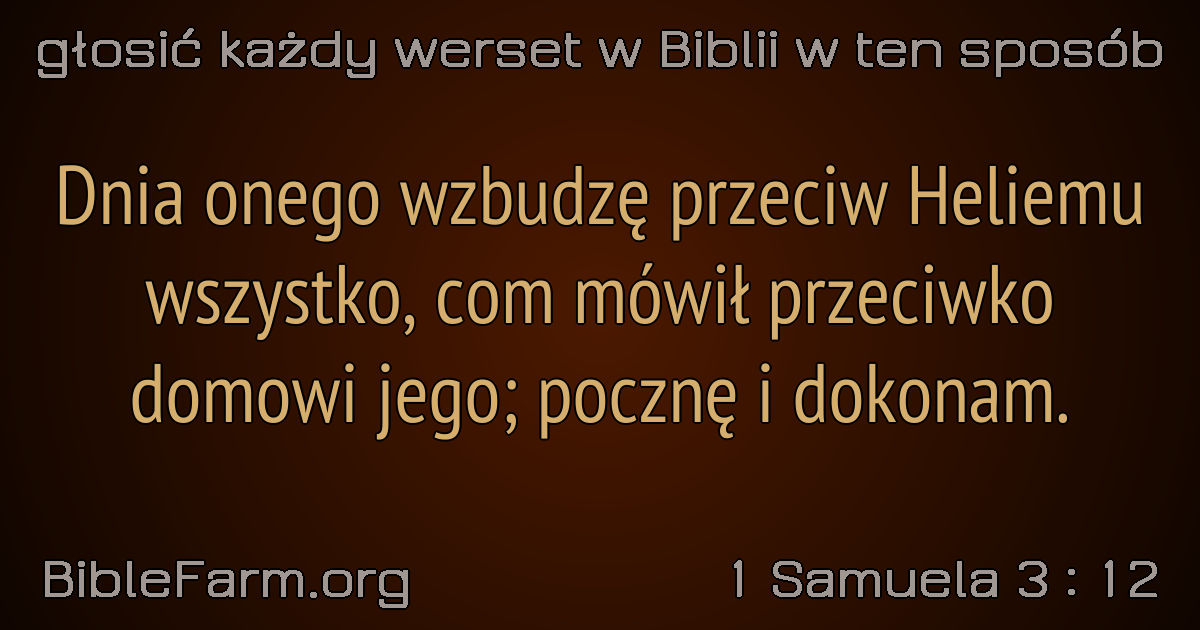 głosić każdy werset w Biblii w ten sposób
Dnia onego wzbudzę przeciw Heliemu
wszystko, com mówił przeciwko
domowi jego; pocznę i dokonam.
BibleFarm.org
1 Samuela 3 : 12